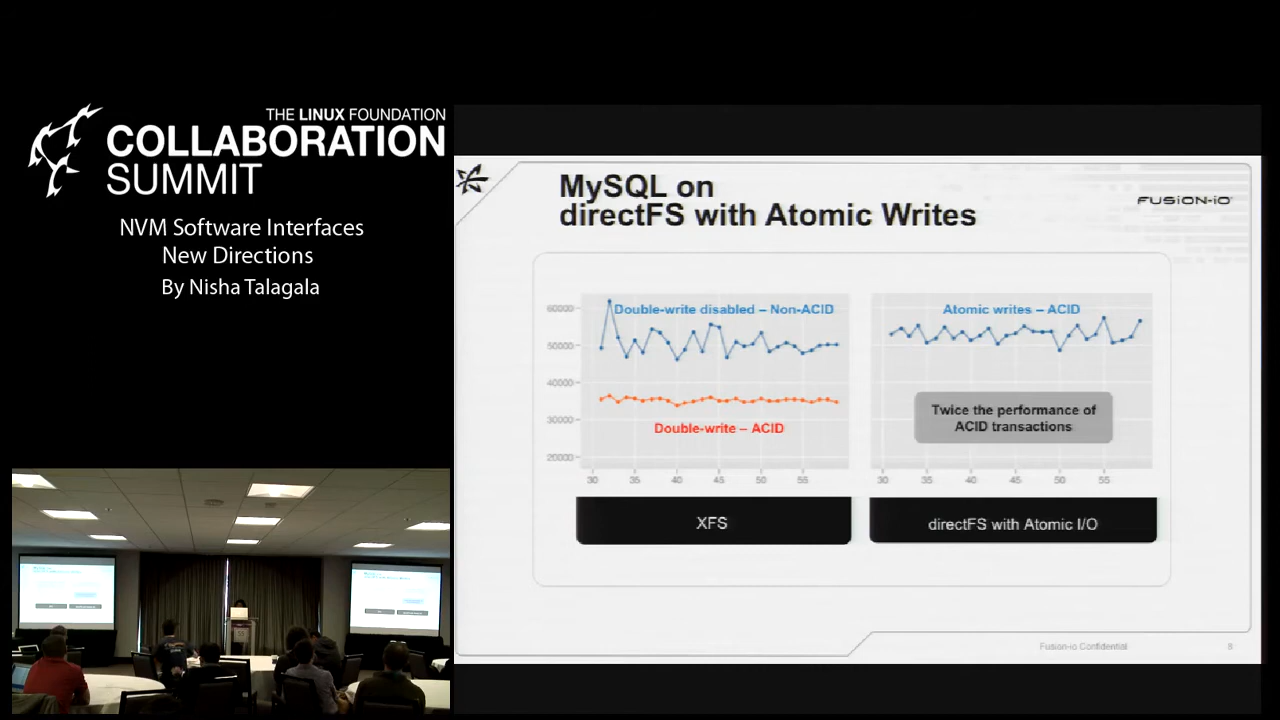 THE LINUX FOUNDATION
COLLABORATION
SUMMIT
NVM Software Interfaces
New Directions
By Nisha Talagala
MySQL on
directFS with Atomic Writes
FUSION-iO
60000
50000
40000
30000
20000
Double-write disabled – Non-ACID
Double-write – ACID
30 35 40 45 50 55
XFS
Atomic writes – ACID
Twice the performance of
ACID transactions
30 35 40 45 50 55
directFS with Atomic I/O
Fusion-io Confidential
8